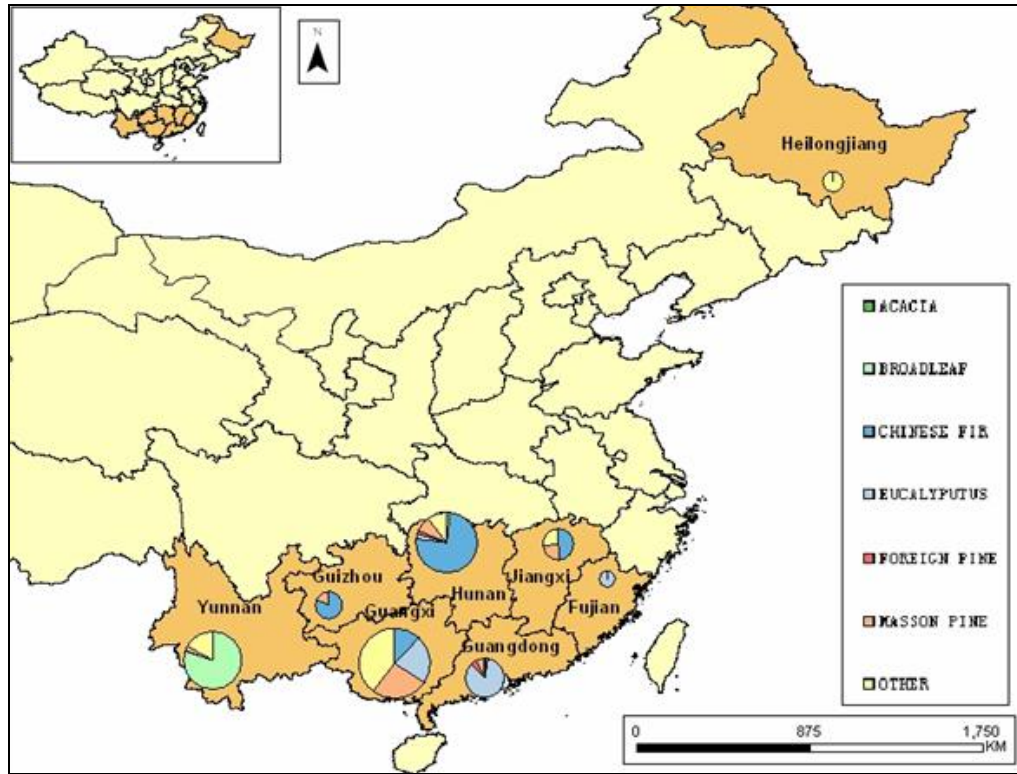 N
Heilongjiang
ACACIA
BROADLEAF
CHINESE FIR
EUCALYPUTUS
FOREIGN PINE
MASSON PINE
OTHER
Guizhou
Hunan
Jiangxi
Yunnan
Guangxi
Fujian
Guangdong
0 875 1,750
KM